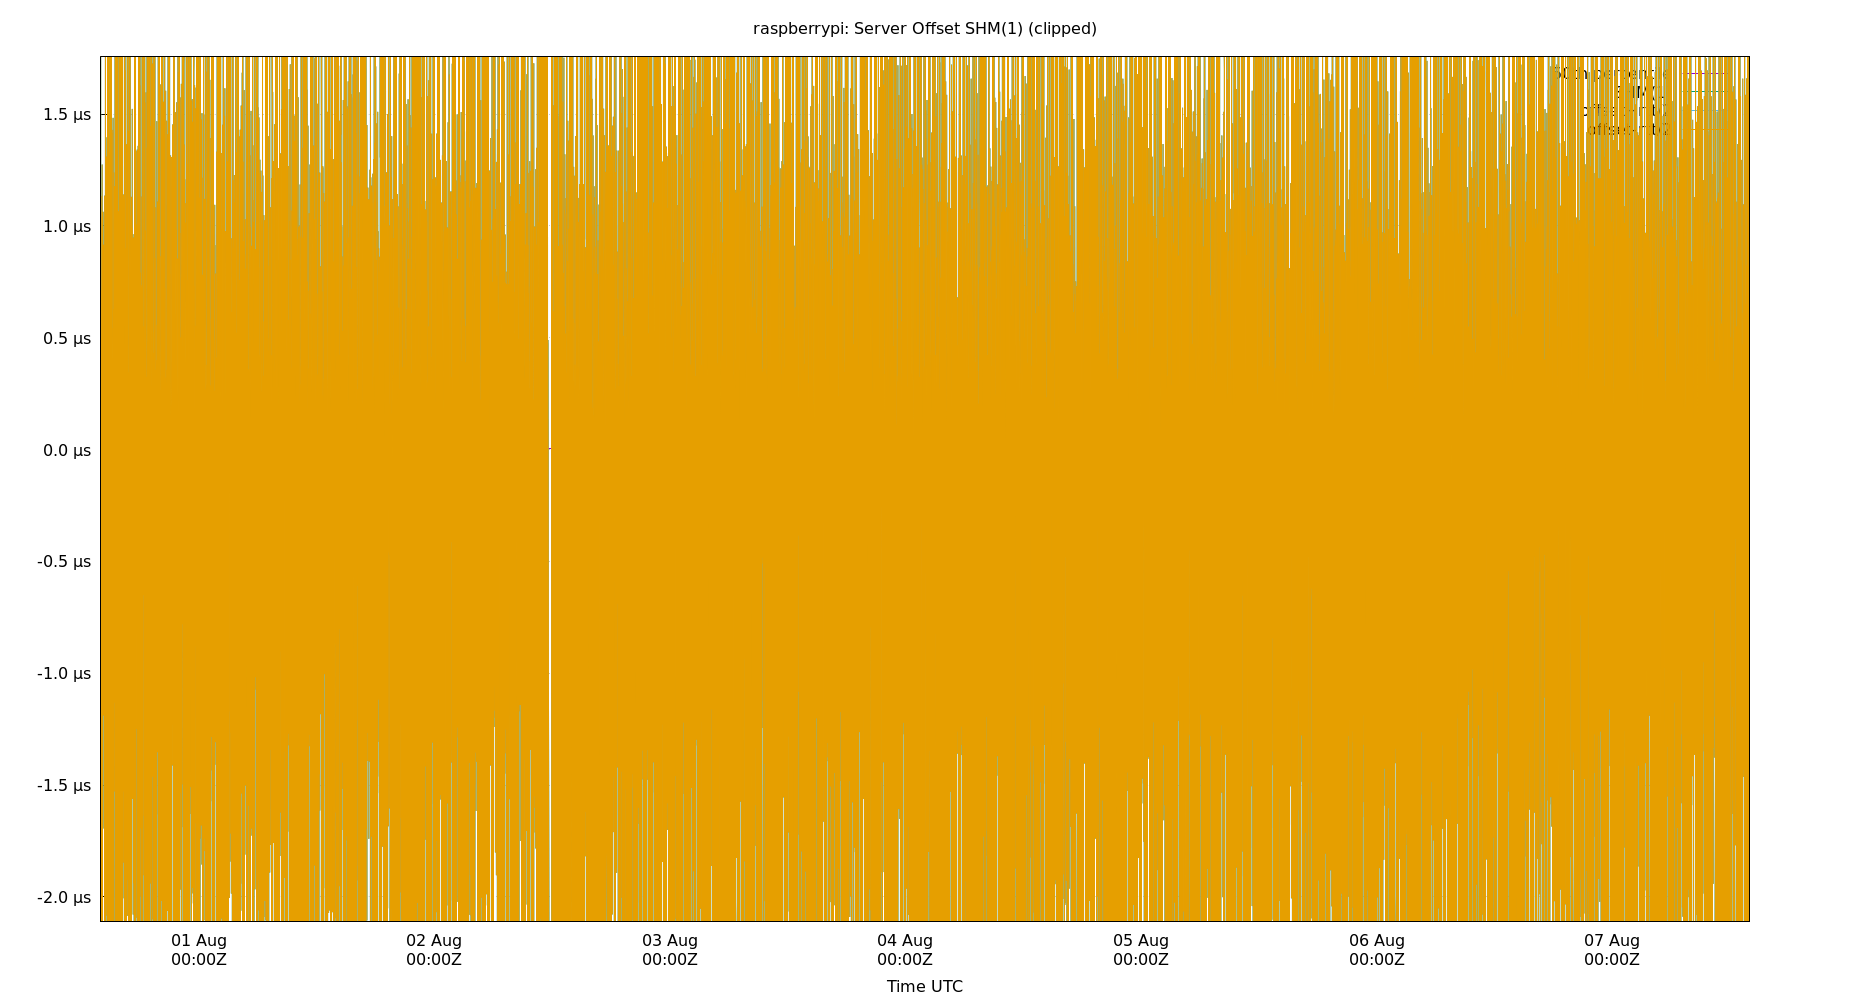 raspberrypi: Server Offset SHM(1) (clipped)
1.5 µs
1.0 µs
0.5 µs
0.0 µs
-0.5 µs
-1.0 µs
-1.5 µs
-2.0 µs
01 Aug 02 Aug 03 Aug 04 Aug 05 Aug 06 Aug 07 Aug
00:00Z 00:00Z 00:00Z 00:00Z 00:00Z 00:00Z 00:00Z
Time UTC